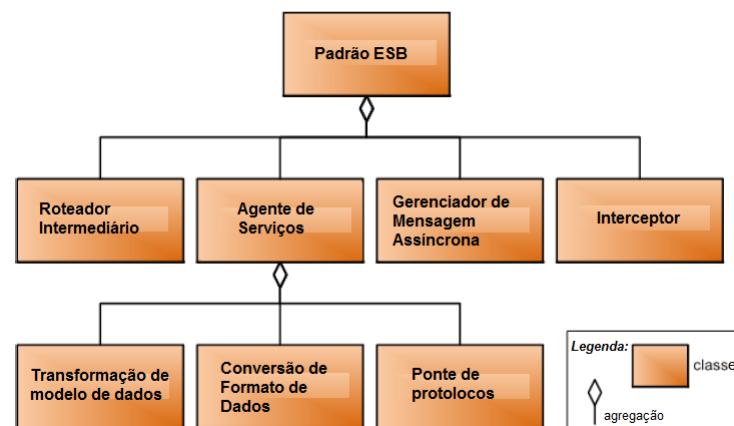 Padrão ESB
Roteador
Intermediário
Agente de
Serviços
Gerenciador de
Mensagem
Assíncrona
Interceptor
Transformação de
modelo de dados
Conversão de
Formato de
Dados
Ponte de
protolocos
Legenda:
classe
agregação